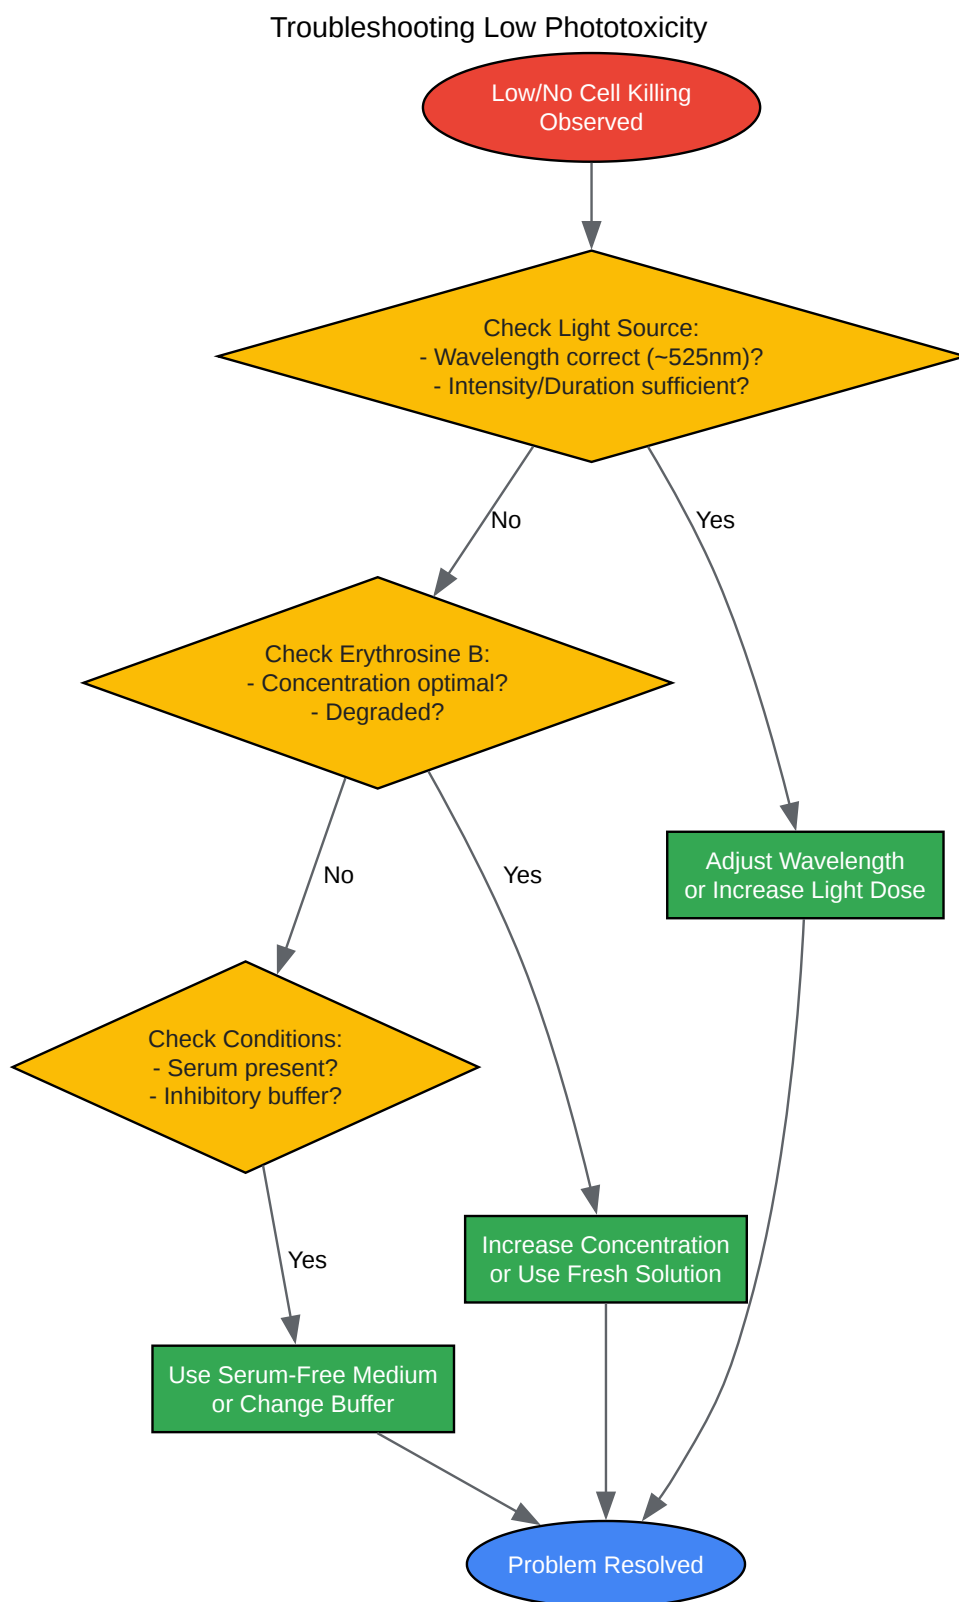 Troubleshooting Low Phototoxicity
Low/No Cell Killing
Observed
Check Light Source:
- Wavelength correct (~525nm)?
- Intensity/Duration sufficient?
No
Yes
Check Erythrosine B:
- Concentration optimal?
- Degraded?
No
Yes
Adjust Wavelength
or Increase Light Dose
Check Conditions:
- Serum present?
- Inhibitory buffer?
Yes
Increase Concentration
or Use Fresh Solution
Use Serum-Free Medium
or Change Buffer
Problem Resolved